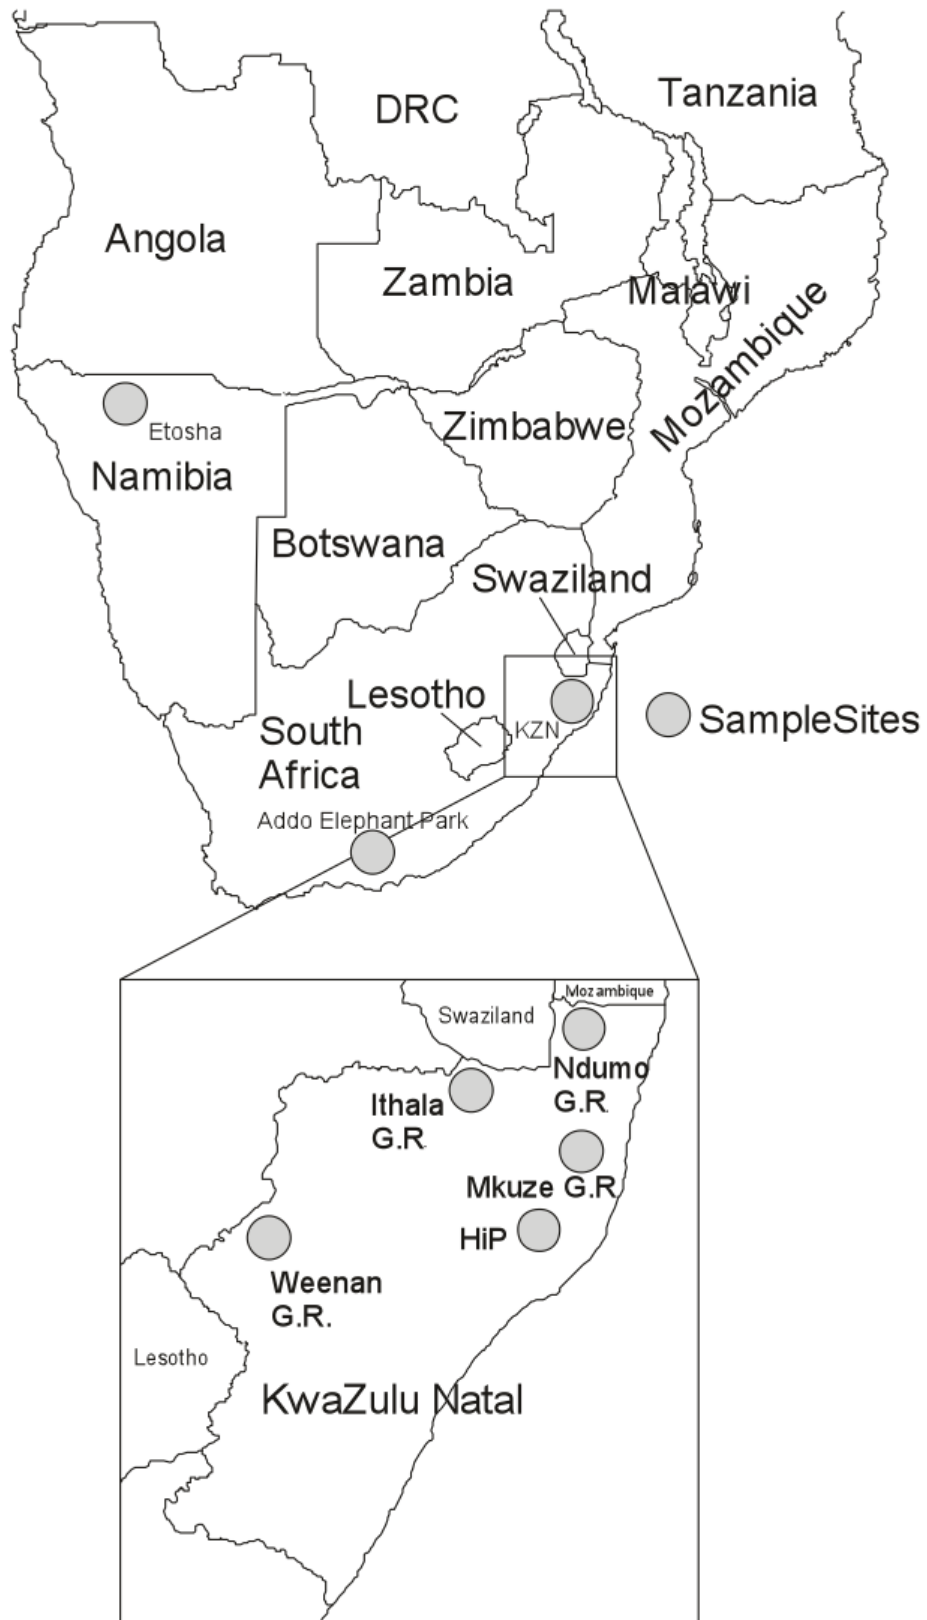 DRC
Tanzania
Angola
Zambia
Malawi
Mozambique
Zimbabwe
Etosha
Namibia
Botswana
Swaziland
Lesotho
KZN
SampleSites
South
Africa
Addo Elephant Park
Mozambique
Swaziland
Ndumo
G.R.
Ithala
G.R.
Mkuze G.R.
HiP
Weenan
G.R.
Lesotho
KwaZulu Natal